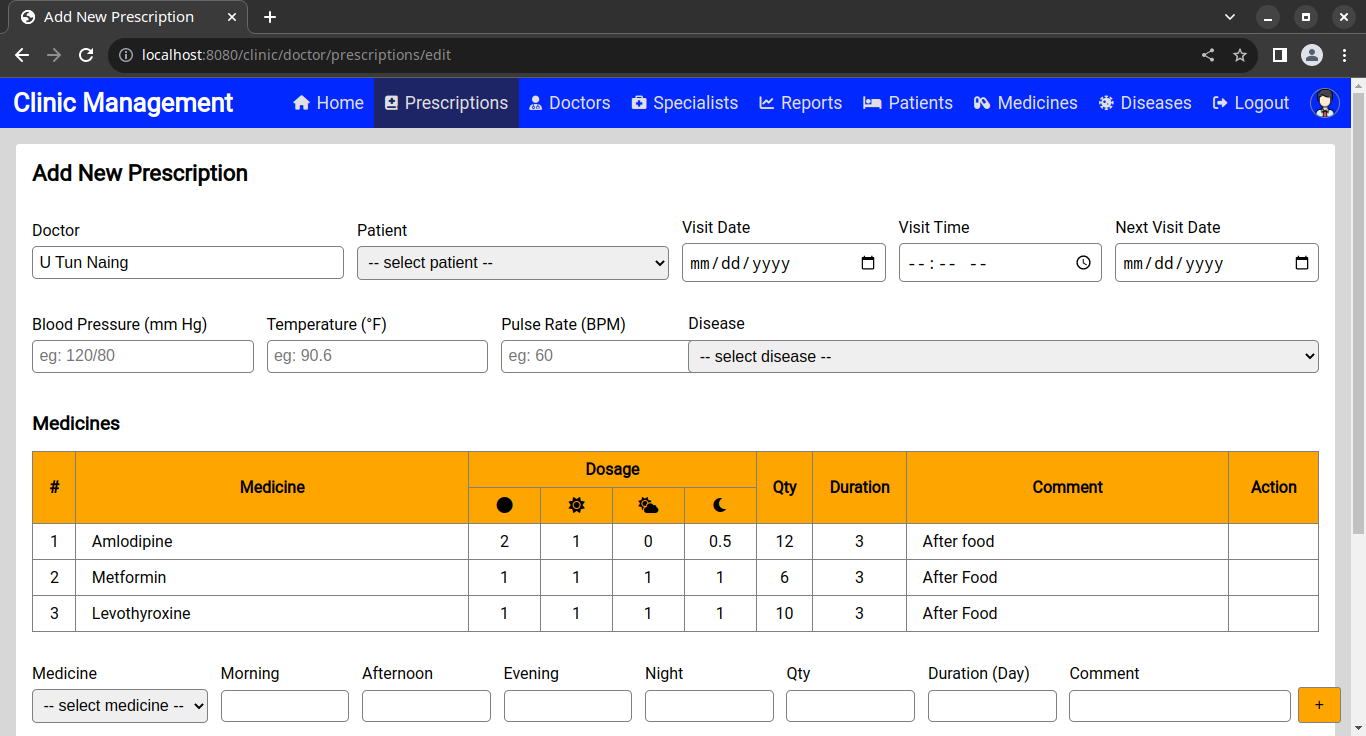 Add New Prescription
localhost:8080/clinic/doctor/prescriptions/edit
Clinic Management Home Prescriptions Doctors Specialists Reports Patients Medicines Diseases Logout
Add New Prescription
Doctor Patient Visit Date Visit Time Next Visit Date
U Tun Naing -- select patient -- mm/dd/yyyy --:-- -- mm/dd/yyyy
Blood Pressure (mm Hg) Temperature (°F) Pulse Rate (BPM) Disease
eg: 120/80 eg: 90.6 eg: 60 -- select disease --
Medicines
# Medicine Dosage Qty Duration Comment Action
1 Amlodipine 2 1 0 0.5 12 3 After food
2 Metformin 1 1 1 1 6 3 After Food
3 Levothyroxine 1 1 1 1 10 3 After Food
Medicine Morning Afternoon Evening Night Qty Duration (Day) Comment
-- select medicine -- +